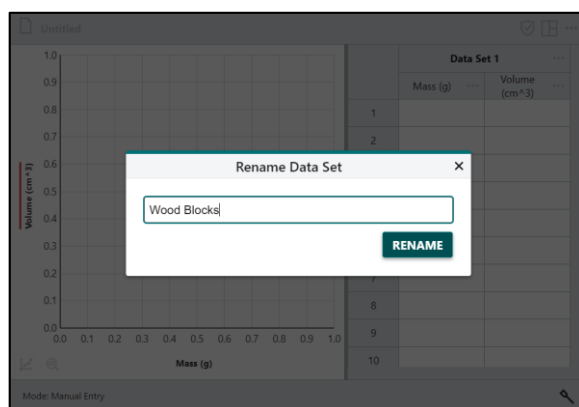 Untitled
1.0
0.9
0.8
0.7
0.6
0.5
0.4
0.3
0.2
0.1
0.0
Volume (cm^3)
0.0 0.1 0.2 0.3 0.4 0.5 0.6 0.7 0.8 0.9 1.0
Mass (g)
Data Set 1 ...
Mass (g) ... Volume (cm^3) ...
1
2
7
8
9
10
Rename Data Set ×
Wood Blocks
RENAME
Mode: Manual Entry